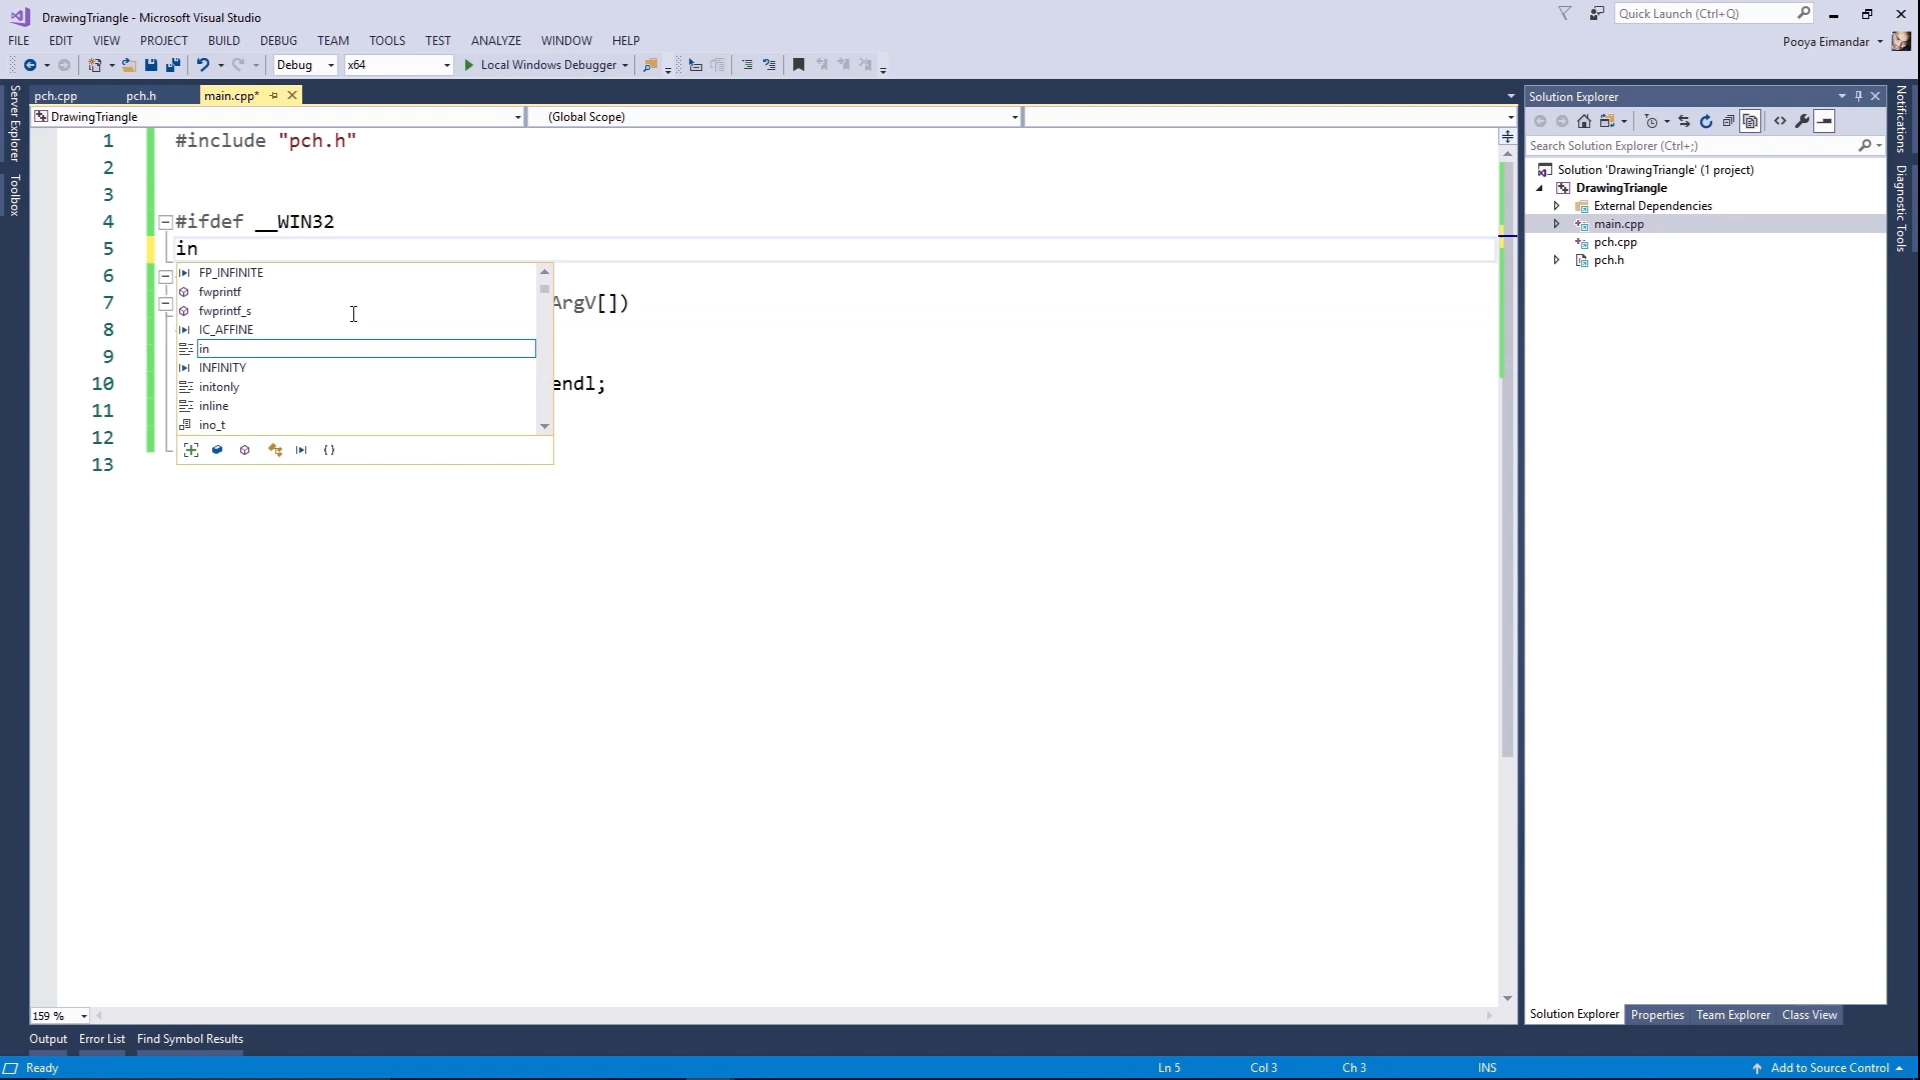 DrawingTriangle - Microsoft Visual Studio
Quick Launch (Ctrl+Q)
FILE EDIT VIEW PROJECT BUILD DEBUG TEAM TOOLS TEST ANALYZE WINDOW HELP
Pooya Eimandar
Debug x64 Local Windows Debugger
pch.cpp pch.h main.cpp*
DrawingTriangle (Global Scope)
1 #include "pch.h"
2
3
4 #ifdef __WIN32
5 in
6
7 ArgV[])
8
9
10 endl;
11
12
13
FP_INFINITE
fwprintf
fwprintf_s
IC_AFFINE
in
INFINITY
initonly
inline
ino_t
159 %
Server Explorer
Toolbox
Solution Explorer
Search Solution Explorer (Ctrl+;)
Solution 'DrawingTriangle' (1 project)
DrawingTriangle
External Dependencies
main.cpp
pch.cpp
pch.h
Notifications
Diagnostic Tools
Solution Explorer Properties Team Explorer Class View
Output Error List Find Symbol Results
Ready Ln 5 Col 3 Ch 3 INS Add to Source Control